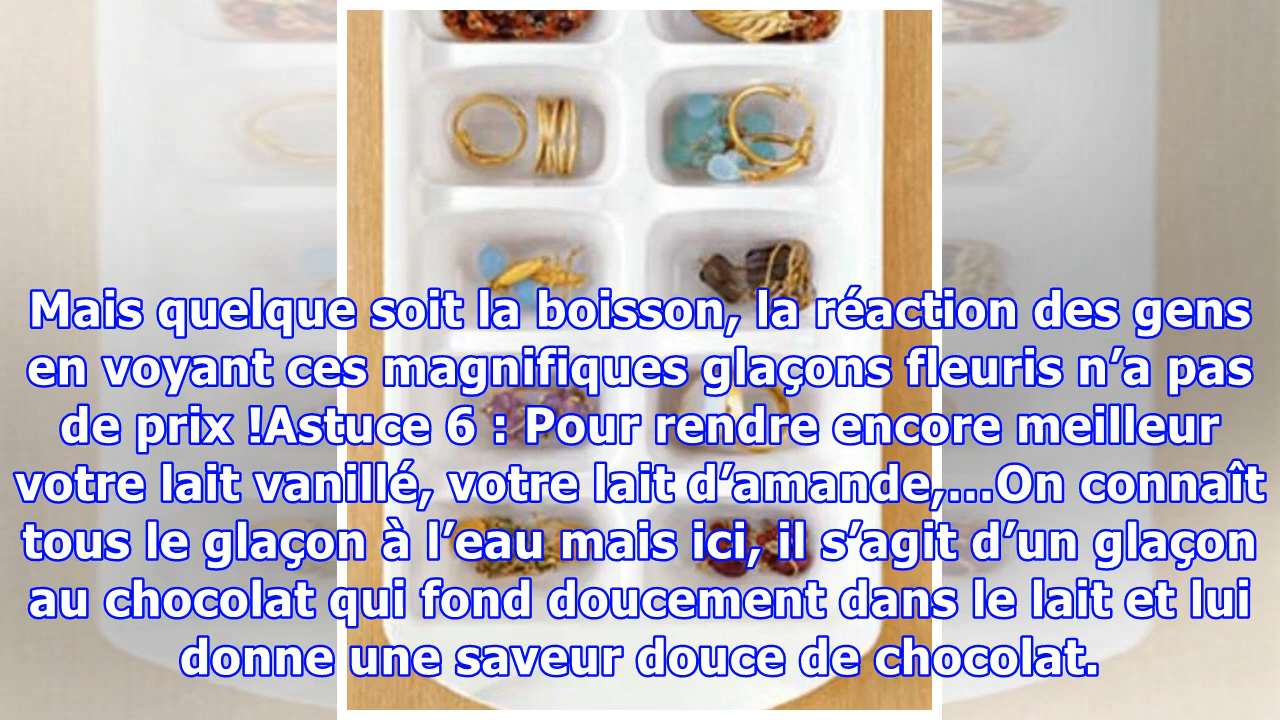 Mais quelque soit la boisson, la réaction des gens
en voyant ces magnifiques glaçons fleuris n’a pas
de prix !Astuce 6 : Pour rendre encore meilleur
votre lait vanillé, votre lait d’amande,...On connaît
tous le glaçon à l’eau mais ici, il s’agit d’un glaçon
au chocolat qui fond doucement dans le lait et lui
donne une saveur douce de chocolat.